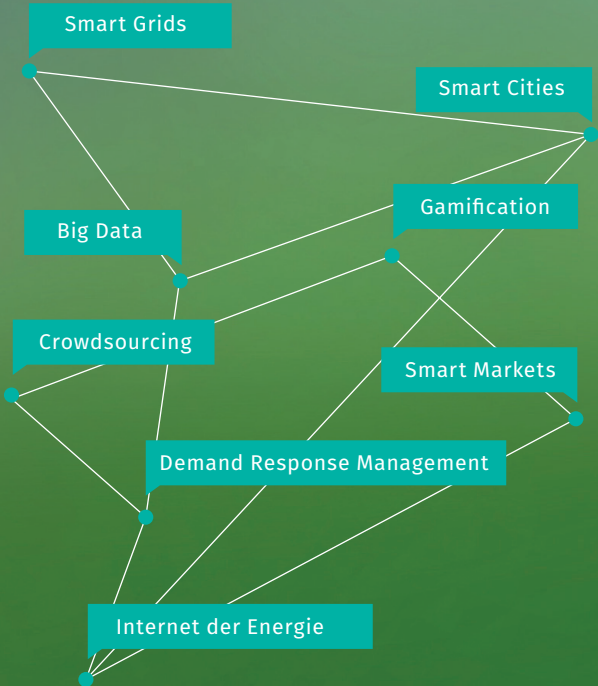 Smart Grids
Smart Cities
Gamification
Big Data
Crowdsourcing
Smart Markets
Demand Response Management
Internet der Energie